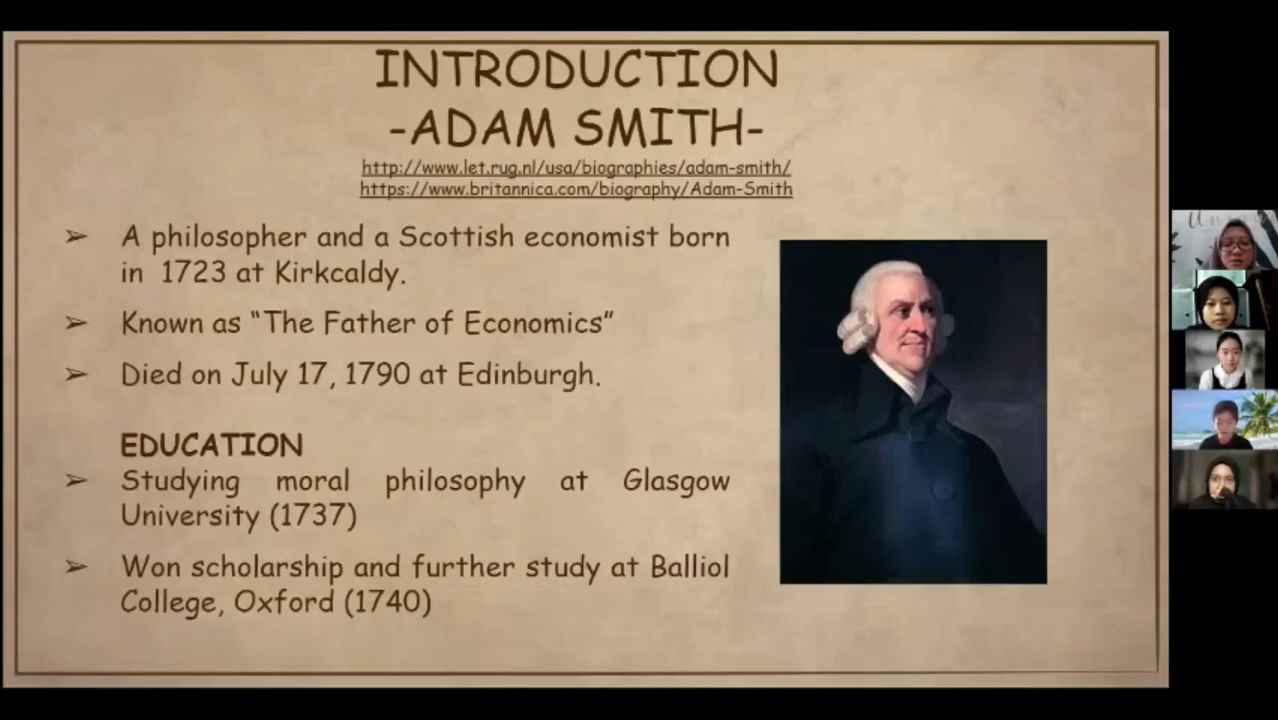 INTRODUCTION
-ADAM SMITH-
http://www.let.rug.nl/usa/biographies/adam-smith/
https://www.britannica.com/biography/Adam-Smith
➢ A philosopher and a Scottish economist born
in 1723 at Kirkcaldy.
➢ Known as “The Father of Economics”
➢ Died on July 17, 1790 at Edinburgh.
EDUCATION
➢ Studying moral philosophy at Glasgow
University (1737)
➢ Won scholarship and further study at Balliol
College, Oxford (1740)